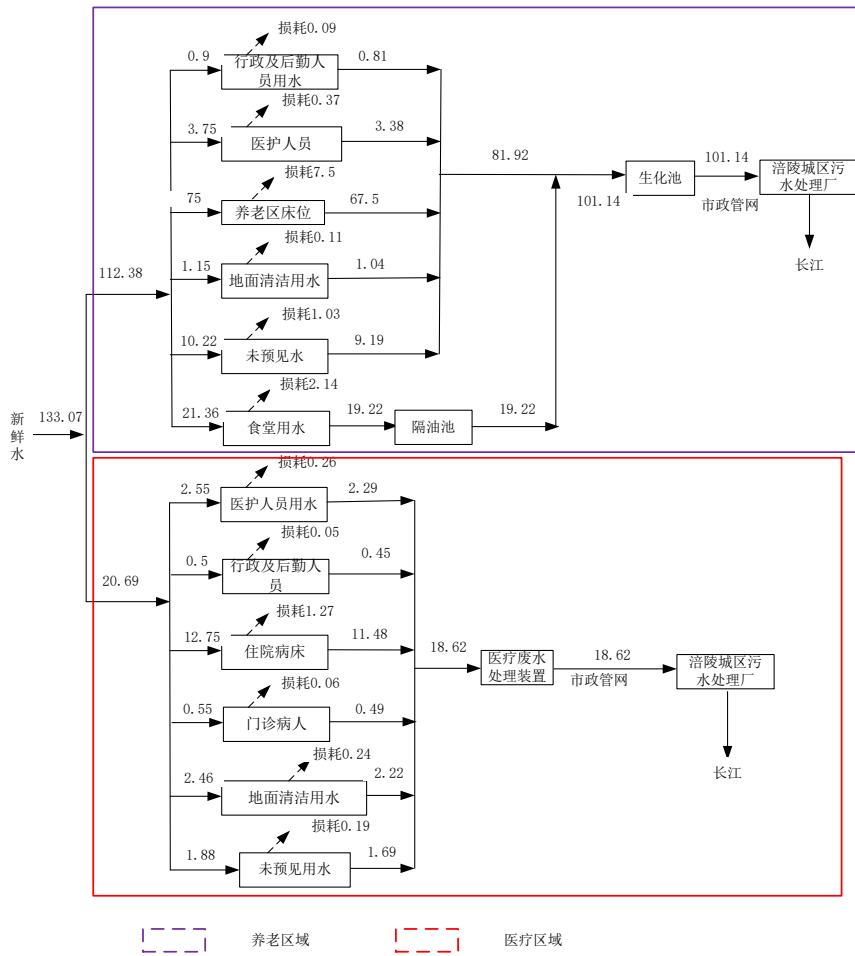 损耗0.09
0.9
行政及后勤人
员用水
0.81
损耗0.37
3.75
医护人员
3.38
损耗7.5
75
养老区床位
67.5
损耗0.11
1.15
地面清洁用水
1.04
损耗1.03
10.22
未预见水
9.19
损耗2.14
21.36
食堂用水
19.22
隔油池
19.22
112.38
81.92
101.14
生化池
101.14
市政管网
涪陵城区污
水处理厂
长江
新
鲜
水
133.07
损耗0.26
2.55
医护人员用水
2.29
损耗0.05
0.5
行政及后勤人
员
0.45
20.69
损耗1.27
12.75
住院病床
11.48
损耗0.06
0.55
门诊病人
0.49
损耗0.24
2.46
地面清洁用水
2.22
损耗0.19
1.88
未预见用水
1.69
18.62
医疗废水
处理装置
18.62
市政管网
涪陵城区污
水处理厂
长江
养老区域
医疗区域